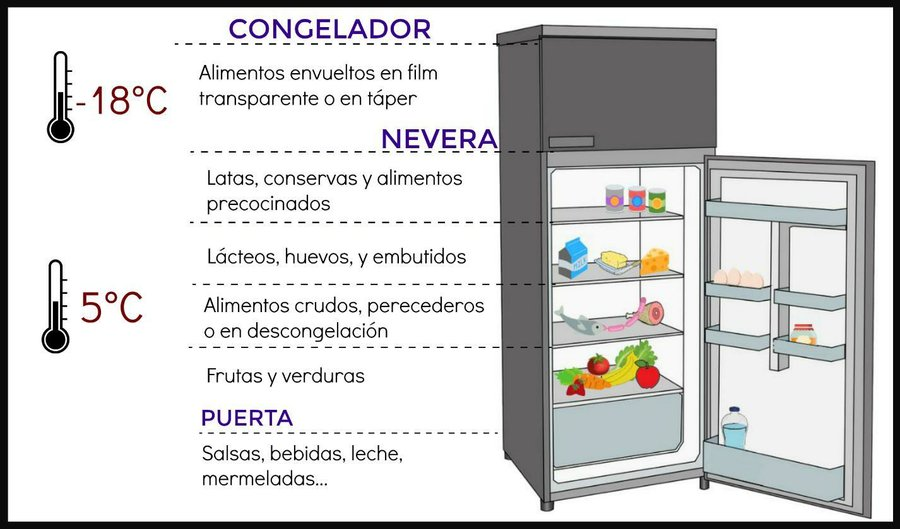 CONGELADOR
-18°C
Alimentos envueltos en film
transparente o en táper
NEVERA
Latas, conservas y alimentos
precocinados
Lácteos, huevos, y embutidos
5°C
Alimentos crudos, perecederos
o en descongelación
Frutas y verduras
PUERTA
Salsas, bebidas, leche,
mermeladas...
MILK